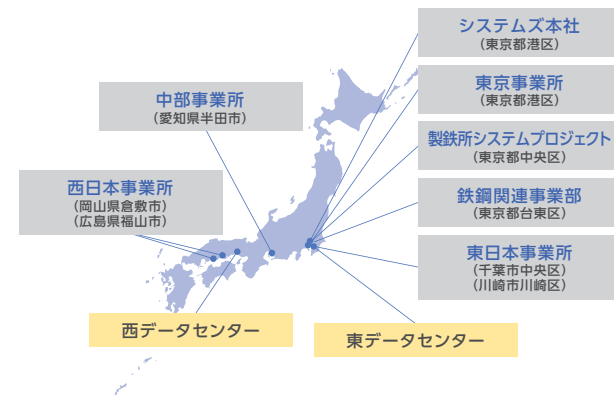 システムズ本社
（東京都港区）
東京事業所
（東京都港区）
製鉄所システムプロジェクト
（東京都中央区）
鉄鋼関連事業部
（東京都台東区）
東日本事業所
（千葉市中央区）
（川崎市川崎区）
中部事業所
（愛知県半田市）
西日本事業所
（岡山県倉敷市）
（広島県福山市）
西データセンター
東データセンター